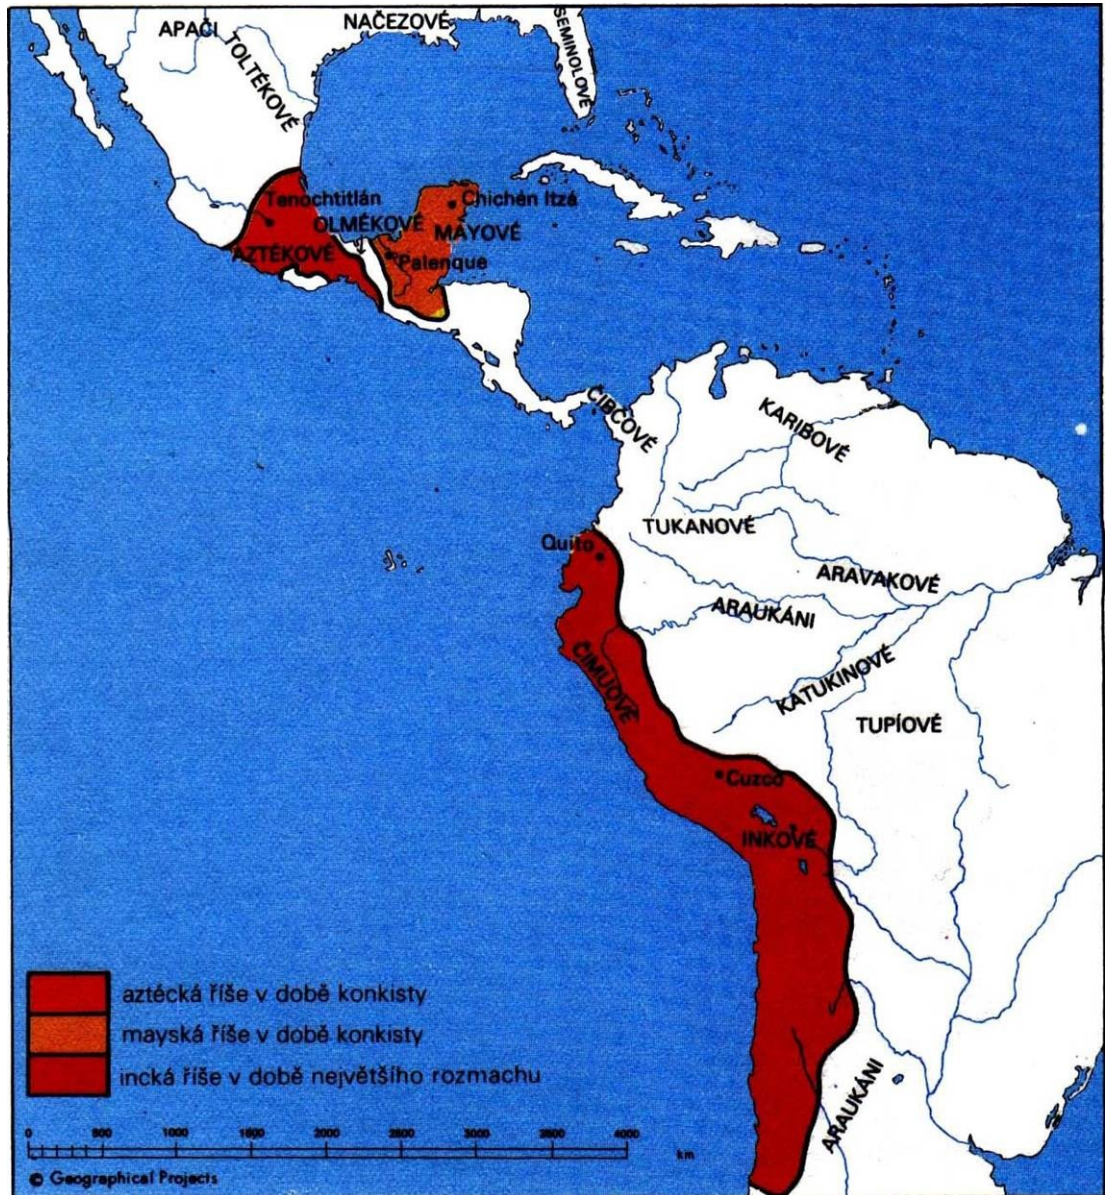 APAČI
NAČEZOVÉ
SEMINOLOVÉ
TOLTÉKOVÉ
Tenochtitlán
Chichén Itzá
OLMÉKOVÉ
MAYOVÉ
AZTÉKOVÉ
Palenque
ČIBČOVÉ
KARIBOVÉ
TUKANOVÉ
Quito
ARAVAKOVÉ
ARAUKÁNI
ČIMUOVÉ
KATUKINOVÉ
TUPÍOVÉ
Cuzco
INKOVÉ
aztécká říše v době konkisty
mayská říše v době konkisty
incká říše v době největšího rozmachu
ARAUKÁNI
0 500 1000 1500 2000 2500 3000 3500 4000
km
© Geographical Projects